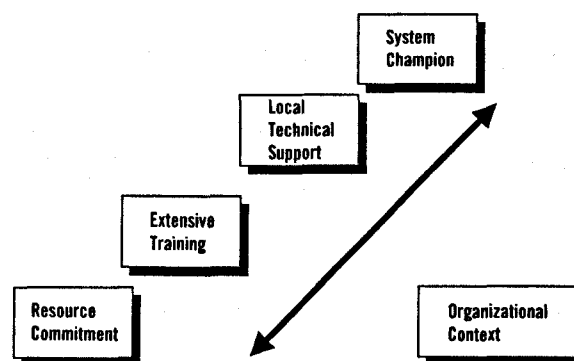 System
Champion
Local
Technical
Support
Extensive
Training
Resource
Commitment
Organizational
Context